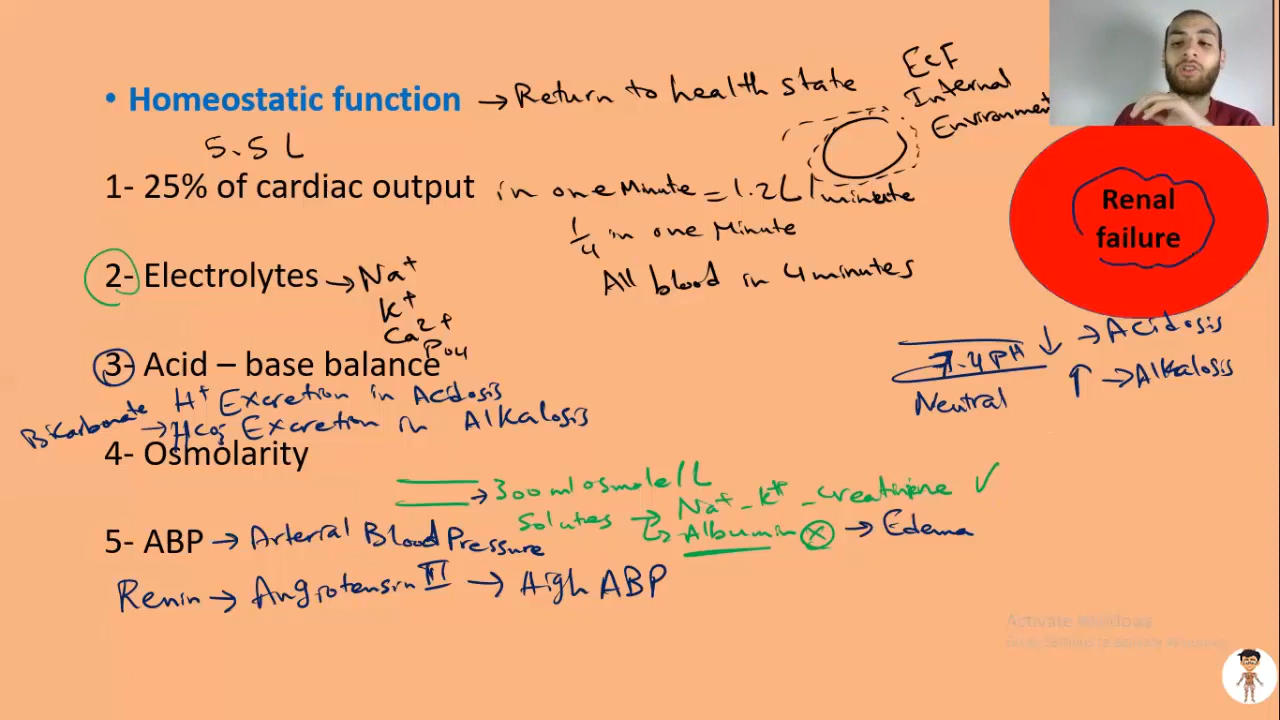 • Homeostatic function → Return to health state
ECF
Internal
Environment
5.5 L
1- 25% of cardiac output in one Minute = 1.2 L / minute
1/4 in one Minute
All blood in 4 minutes
Renal
failure
2- Electrolytes → Na+
K+
Ca2+
PO4
3- Acid – base balance
7.4 PH ↓ → Acidosis
↑ → Alkalosis
Neutral
H+ Excretion in Acidosis
Bicarbonate → HCO3 Excretion in Alkalosis
4- Osmolarity
→ 300 mlosmole/L
Solutes → Na+ - K+ - creatinine ✓
↳ Albumin ⊗ → Edema
5- ABP → Arterial Blood Pressure
Renin → Angiotensin II → High ABP
Activate Windows